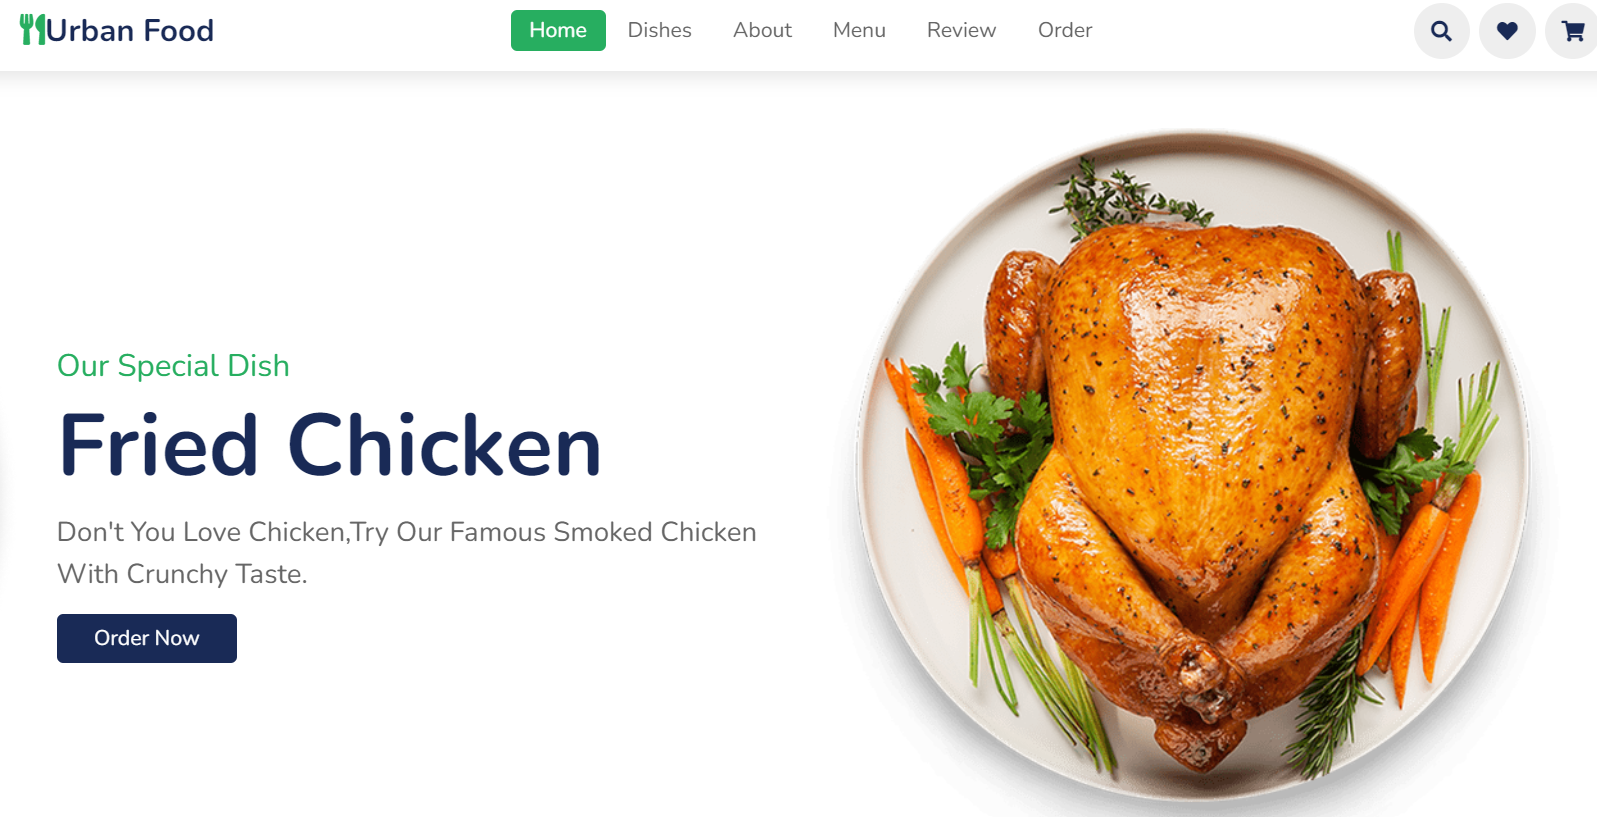 Urban Food
Home Dishes About Menu Review Order
Our Special Dish
Fried Chicken
Don't You Love Chicken,Try Our Famous Smoked Chicken
With Crunchy Taste.
Order Now